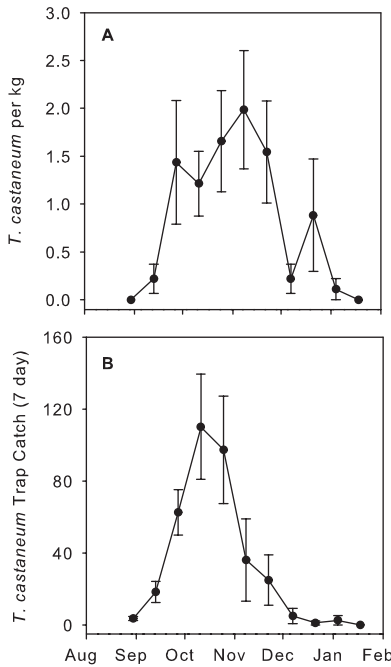 3.0
A
2.5
2.0
1.5
1.0
0.5
0.0
T. castaneum per kg
160
B
120
80
40
0
T. castaneum Trap Catch (7 day)
Aug Sep Oct Nov Dec Jan Feb